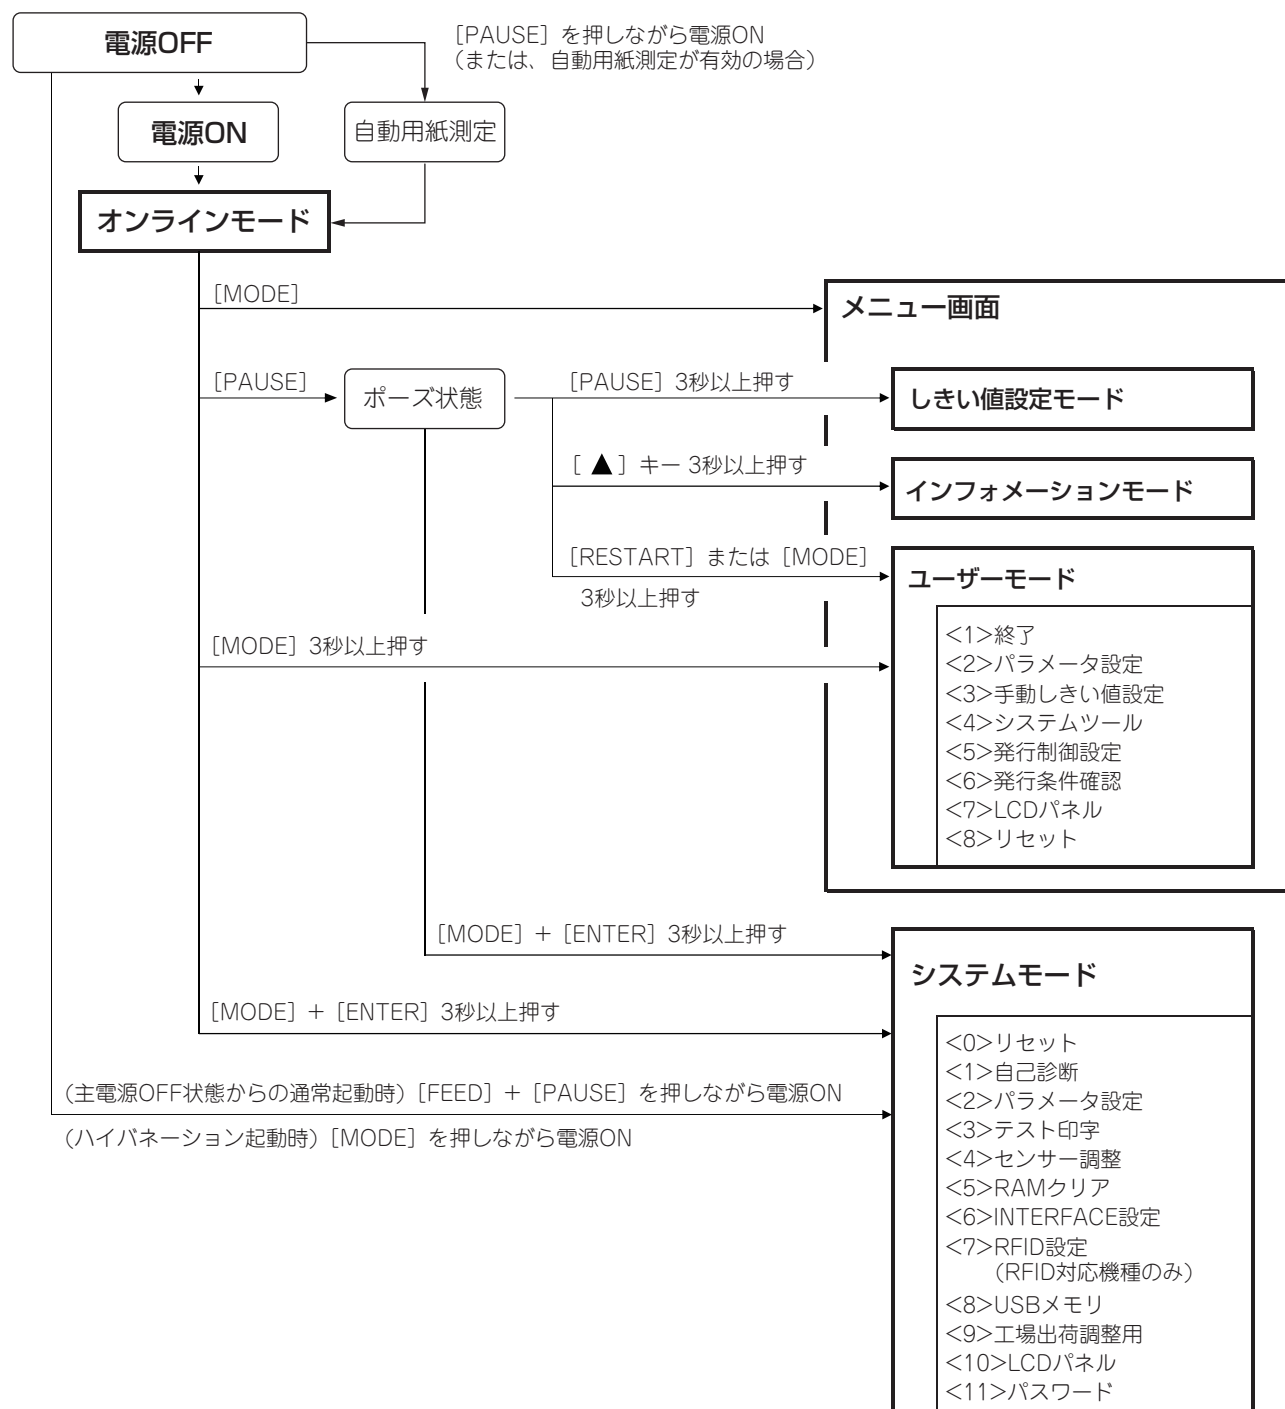 電源OFF
[PAUSE] を押しながら電源ON
(または、自動用紙測定が有効の場合)
電源ON
自動用紙測定
オンラインモード
[MODE]
メニュー画面
[PAUSE]
ポーズ状態
[PAUSE] 3秒以上押す
しきい値設定モード
[ ▲ ] キー 3秒以上押す
インフォメーションモード
[RESTART] または [MODE]
3秒以上押す
ユーザーモード
<1>終了
<2>パラメータ設定
<3>手動しきい値設定
<4>システムツール
<5>発行制御設定
<6>発行条件確認
<7>LCDパネル
<8>リセット
[MODE] 3秒以上押す
[MODE] + [ENTER] 3秒以上押す
システムモード
[MODE] + [ENTER] 3秒以上押す
<0>リセット
<1>自己診断
<2>パラメータ設定
<3>テスト印字
<4>センサー調整
<5>RAMクリア
<6>INTERFACE設定
<7>RFID設定
(RFID対応機種のみ)
<8>USBメモリ
<9>工場出荷調整用
<10>LCDパネル
<11>パスワード
(主電源OFF状態からの通常起動時) [FEED] + [PAUSE] を押しながら電源ON
(ハイバネーション起動時) [MODE] を押しながら電源ON